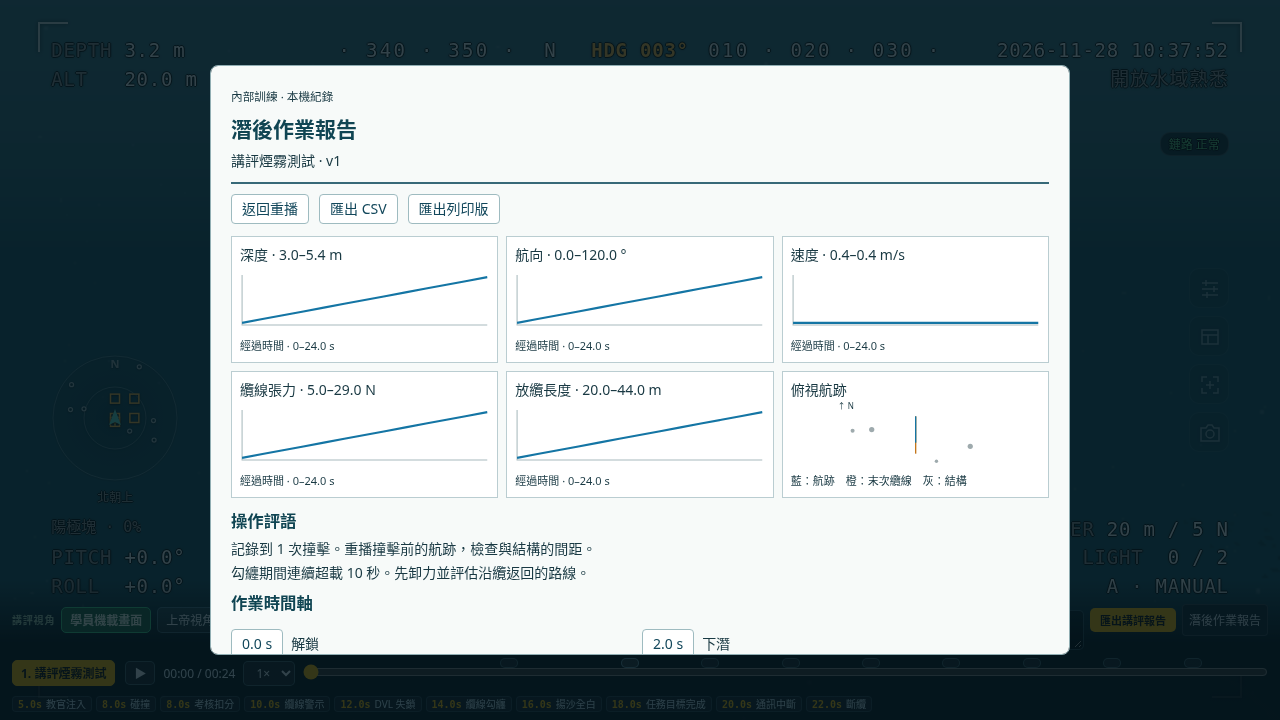 DEPTH 3.2 m
· 340 · 350 · N HDG 003° 010 · 020 · 030 ·
2026-11-28 10:37:52
ALT 20.0 m
開放水域熟悉
鏈路正常
內部訓練 · 本機紀錄
潛後作業報告
講評煙霧測試 · v1
返回重播 匯出 CSV 匯出列印版
深度 · 3.0–5.4 m
經過時間 · 0–24.0 s
航向 · 0.0–120.0 °
經過時間 · 0–24.0 s
速度 · 0.4–0.4 m/s
經過時間 · 0–24.0 s
纜線張力 · 5.0–29.0 N
經過時間 · 0–24.0 s
放纜長度 · 20.0–44.0 m
經過時間 · 0–24.0 s
俯視航跡
↑ N
藍：航跡 橙：末次纜線 灰：結構
操作評語
記錄到 1 次撞擊。重播撞擊前的航跡，檢查與結構的間距。
勾纏期間連續超載 10 秒。先卸力並評估沿纜返回的路線。
作業時間軸
0.0 s 解鎖
2.0 s 下潛
N
北朝上
陽極塊 · 0%
PITCH +0.0°
ROLL +0.0°
ER 20 m / 5 N
LIGHT 0 / 2
A · MANUAL
講評視角 學員機載畫面 上帝視角
匯出講評報告 潛後作業報告
1. 講評煙霧測試 ▶ 00:00 / 00:24 1×
5.0s 教官注入 8.0s 碰撞 8.0s 考核扣分 10.0s 纜線警示 12.0s DVL 失鎖 14.0s 纜線勾纏 16.0s 揚沙全白 18.0s 任務目標完成 20.0s 通訊中斷 22.0s 斷纜